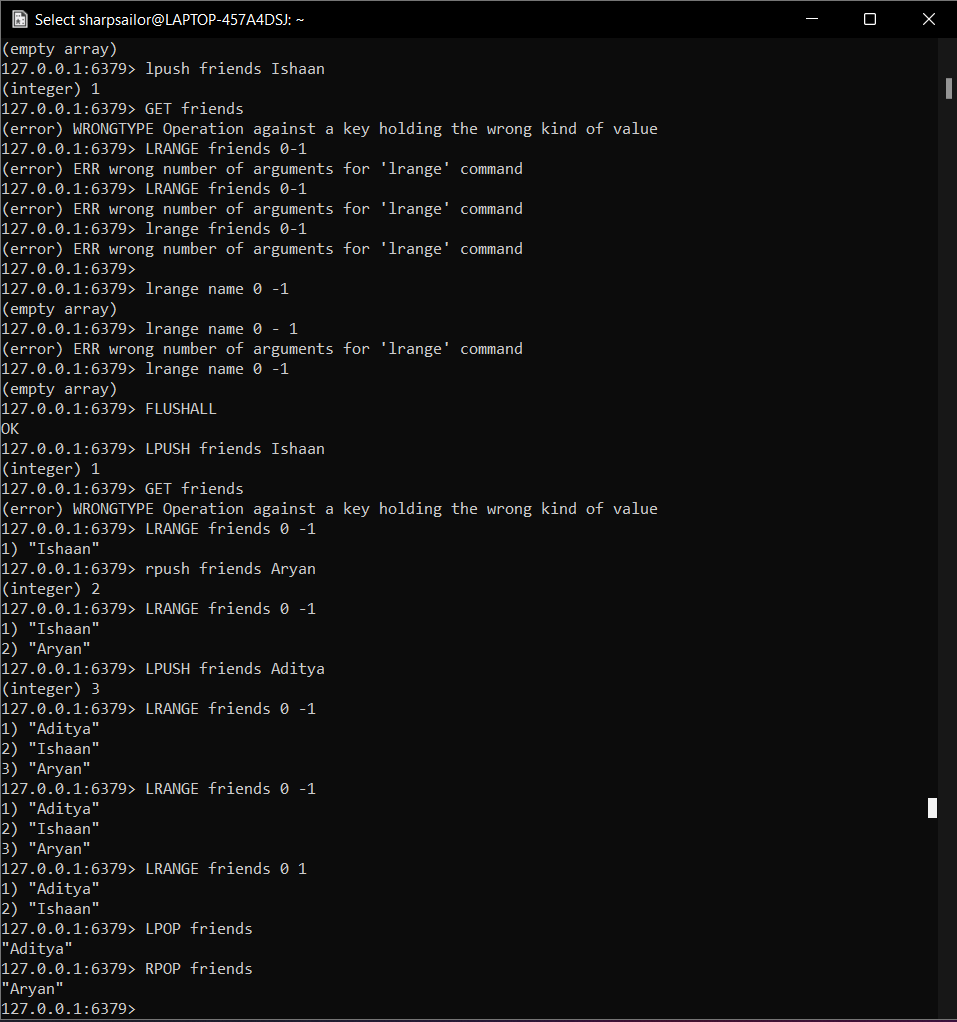 Select sharpsailor@LAPTOP-457A4DSJ: ~
(empty array)
127.0.0.1:6379> lpush friends Ishaan
(integer) 1
127.0.0.1:6379> GET friends
(error) WRONGTYPE Operation against a key holding the wrong kind of value
127.0.0.1:6379> LRANGE friends 0-1
(error) ERR wrong number of arguments for 'lrange' command
127.0.0.1:6379> LRANGE friends 0-1
(error) ERR wrong number of arguments for 'lrange' command
127.0.0.1:6379> lrange friends 0-1
(error) ERR wrong number of arguments for 'lrange' command
127.0.0.1:6379>
127.0.0.1:6379> lrange name 0 -1
(empty array)
127.0.0.1:6379> lrange name 0 - 1
(error) ERR wrong number of arguments for 'lrange' command
127.0.0.1:6379> lrange name 0 -1
(empty array)
127.0.0.1:6379> FLUSHALL
OK
127.0.0.1:6379> LPUSH friends Ishaan
(integer) 1
127.0.0.1:6379> GET friends
(error) WRONGTYPE Operation against a key holding the wrong kind of value
127.0.0.1:6379> LRANGE friends 0 -1
1) "Ishaan"
127.0.0.1:6379> rpush friends Aryan
(integer) 2
127.0.0.1:6379> LRANGE friends 0 -1
1) "Ishaan"
2) "Aryan"
127.0.0.1:6379> LPUSH friends Aditya
(integer) 3
127.0.0.1:6379> LRANGE friends 0 -1
1) "Aditya"
2) "Ishaan"
3) "Aryan"
127.0.0.1:6379> LRANGE friends 0 -1
1) "Aditya"
2) "Ishaan"
3) "Aryan"
127.0.0.1:6379> LRANGE friends 0 1
1) "Aditya"
2) "Ishaan"
127.0.0.1:6379> LPOP friends
"Aditya"
127.0.0.1:6379> RPOP friends
"Aryan"
127.0.0.1:6379>